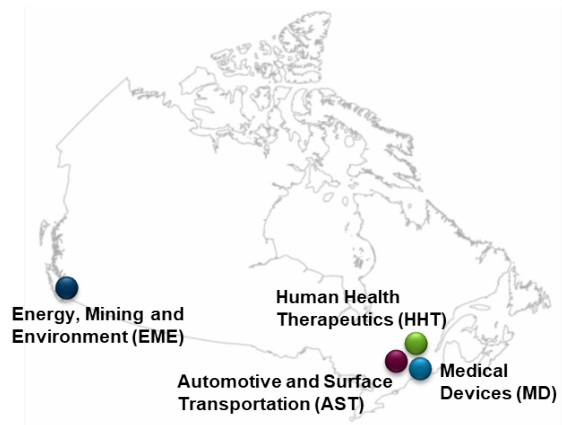 Energy, Mining and
Environment (EME)
Human Health
Therapeutics (HHT)
Automotive and Surface
Transportation (AST)
Medical
Devices (MD)